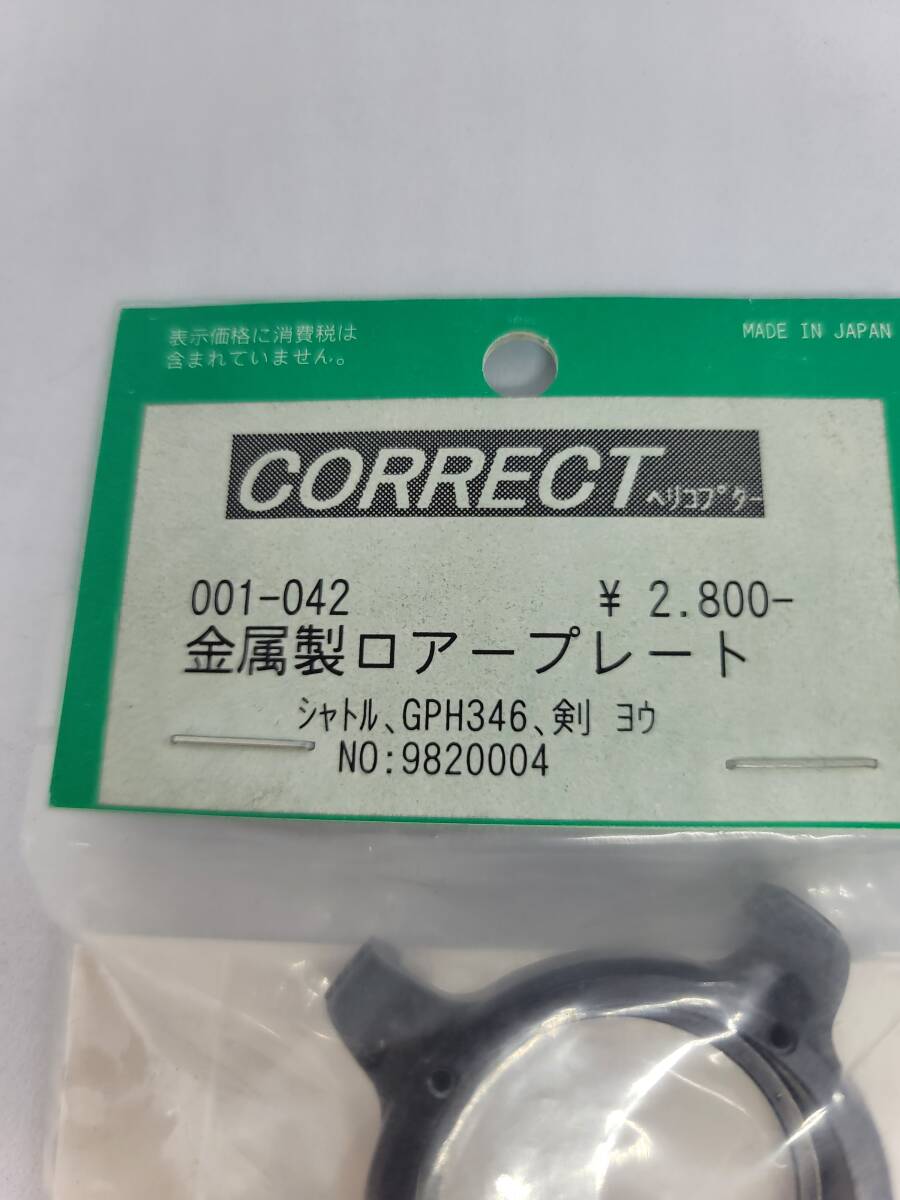 表示価格に消費税は
含まれていません。
MADE IN JAPAN
CORRECT ﾍﾘｺﾌﾟﾀｰ
001-042 ¥ 2.800-
金属製ロアープレート
ｼｬﾄﾙ、GPH346、剣 ﾖｳ
NO:9820004